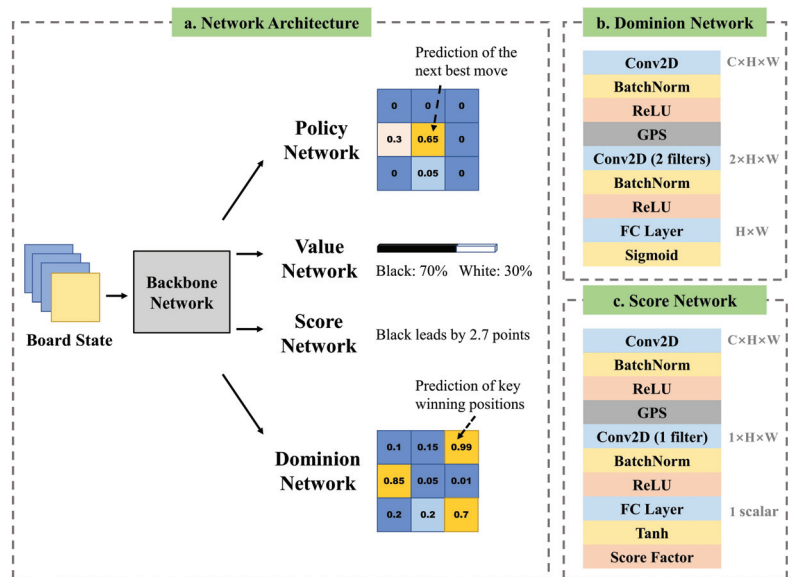 a. Network Architecture
Prediction of the
next best move
Policy
Network
0 0 0
0.3 0.65 0
0 0.05 0
Value
Network
Black: 70% White: 30%
Board State
Backbone
Network
Score
Network
Black leads by 2.7 points
Prediction of key
winning positions
Dominion
Network
0.1 0.15 0.99
0.85 0.05 0.01
0.2 0.2 0.7
b. Dominion Network
Conv2D C×H×W
BatchNorm
ReLU
GPS
Conv2D (2 filters) 2×H×W
BatchNorm
ReLU
FC Layer H×W
Sigmoid
c. Score Network
Conv2D C×H×W
BatchNorm
ReLU
GPS
Conv2D (1 filter) 1×H×W
BatchNorm
ReLU
FC Layer 1 scalar
Tanh
Score Factor